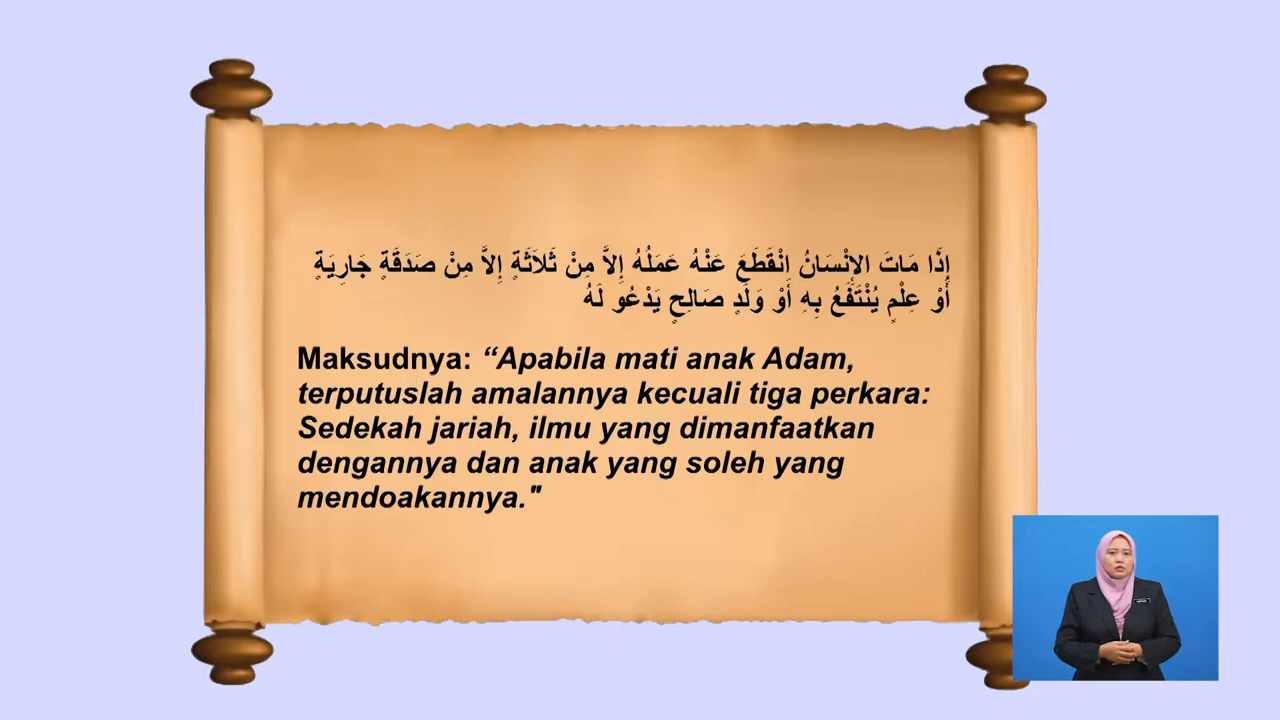 إِذَا مَاتَ الإِنْسَانُ انْقَطَعَ عَنْهُ عَمَلُهُ إِلاَّ مِنْ ثَلاَثَةٍ إِلاَّ مِنْ صَدَقَةٍ جَارِيَةٍ
أَوْ عِلْمٍ يُنْتَفَعُ بِهِ أَوْ وَلَدٍ صَالِحٍ يَدْعُو لَهُ
Maksudnya: “Apabila mati anak Adam,
terputuslah amalannya kecuali tiga perkara:
Sedekah jariah, ilmu yang dimanfaatkan
dengannya dan anak yang soleh yang
mendoakannya."